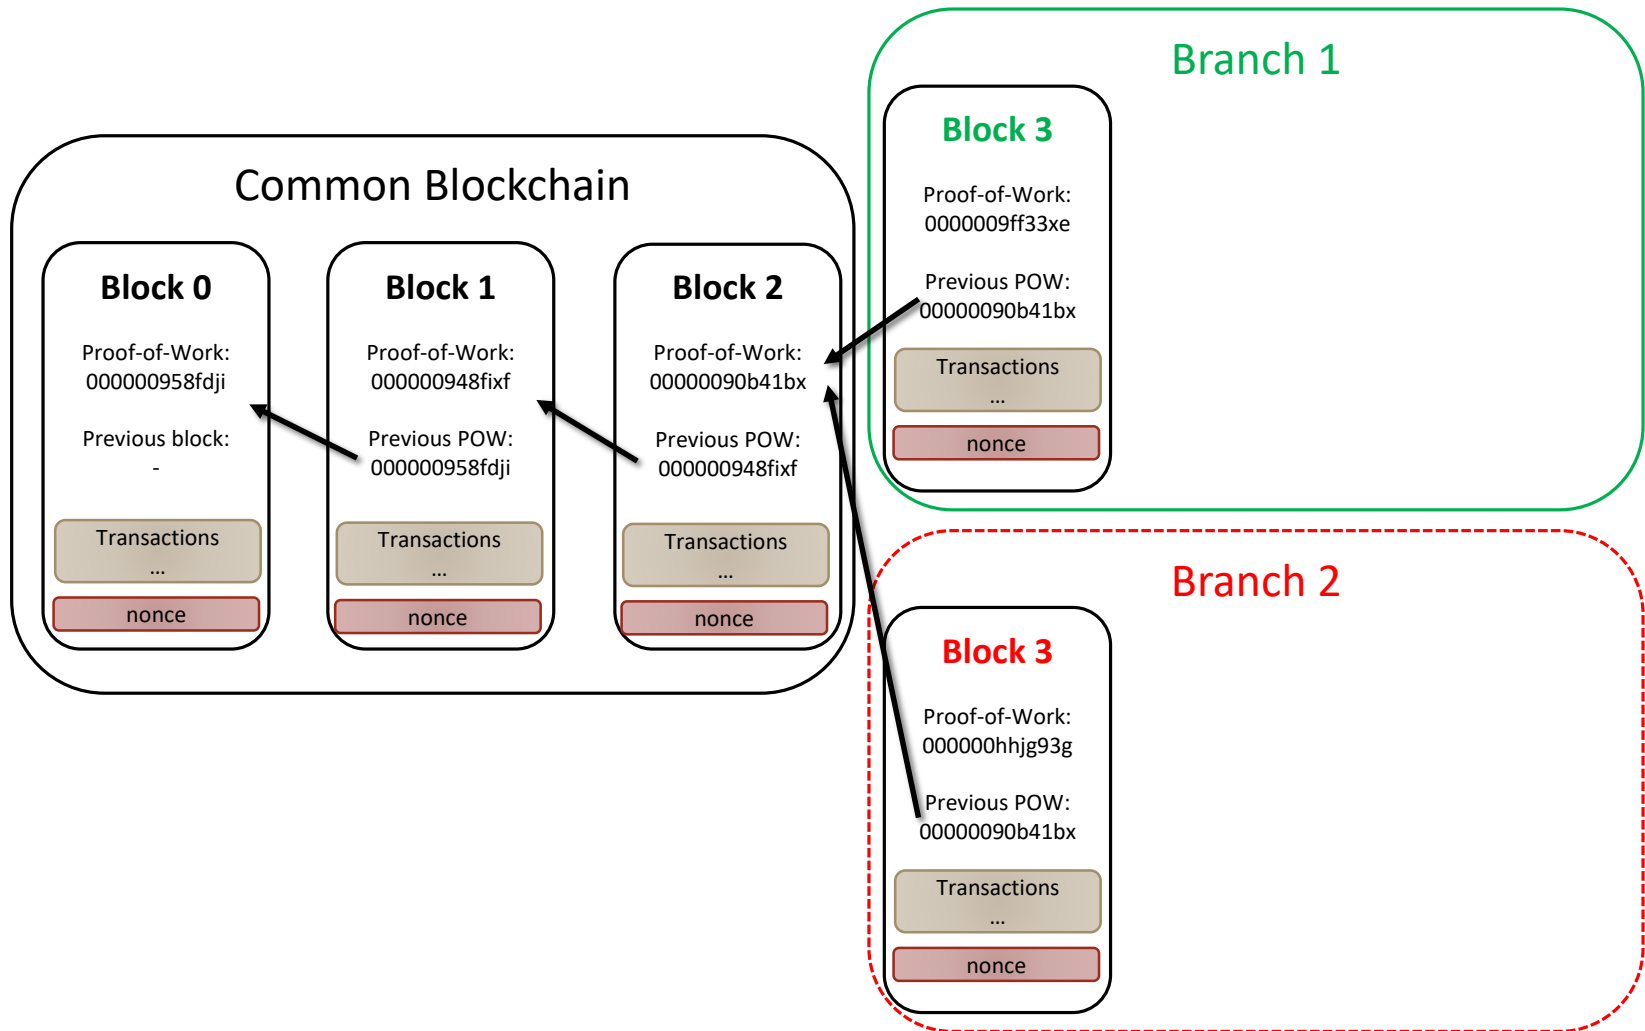 Common Blockchain
Block 0
Proof-of-Work:
000000958fdji
Previous block:
-
Transactions
...
nonce
Block 1
Proof-of-Work:
000000948fixf
Previous POW:
000000958fdji
Transactions
...
nonce
Block 2
Proof-of-Work:
00000090b41bx
Previous POW:
000000948fixf
Transactions
...
nonce
Branch 1
Block 3
Proof-of-Work:
0000009ff33xe
Previous POW:
00000090b41bx
Transactions
...
nonce
Branch 2
Block 3
Proof-of-Work:
000000hhjg93g
Previous POW:
00000090b41bx
Transactions
...
nonce